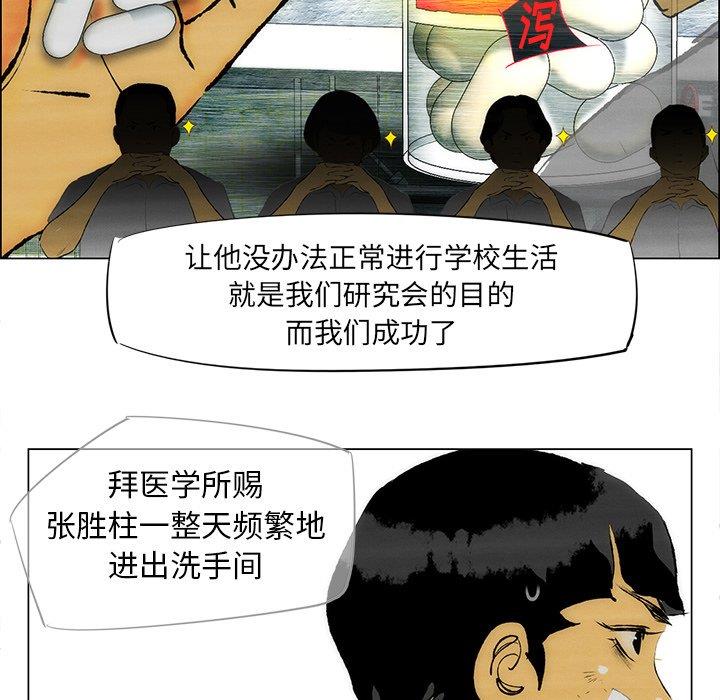 泻
让他没办法正常进行学校生活
就是我们研究会的目的
而我们成功了
拜医学所赐
张胜柱一整天频繁地
进出洗手间